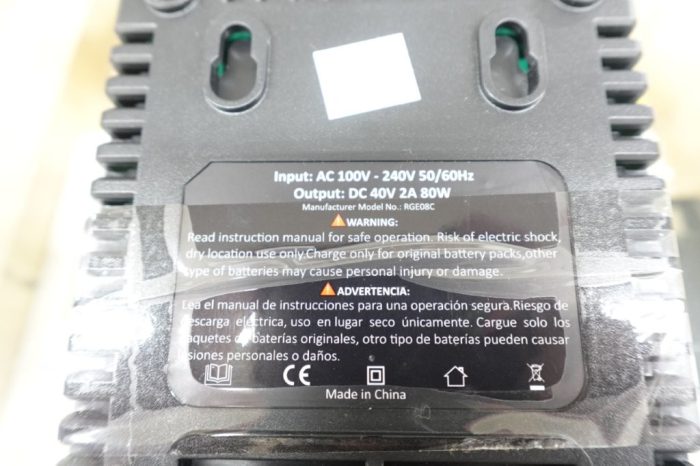 Input: AC 100V - 240V 50/60Hz
Output: DC 40V 2A 80W
Manufacturer Model No.: RGE08C
WARNING:
Read instruction manual for safe operation. Risk of electric shock,
dry location use only.Charge only for original battery packs,other
type of batteries may cause personal injury or damage.
ADVERTENCIA:
Lea el manual de instrucciones para una operación segura.Riesgo de
descarga eléctrica, uso en lugar seco únicamente. Cargue solo los
paquetes de baterías originales, otro tipo de baterías pueden causar
lesiones personales o daños.
CE
Made in China